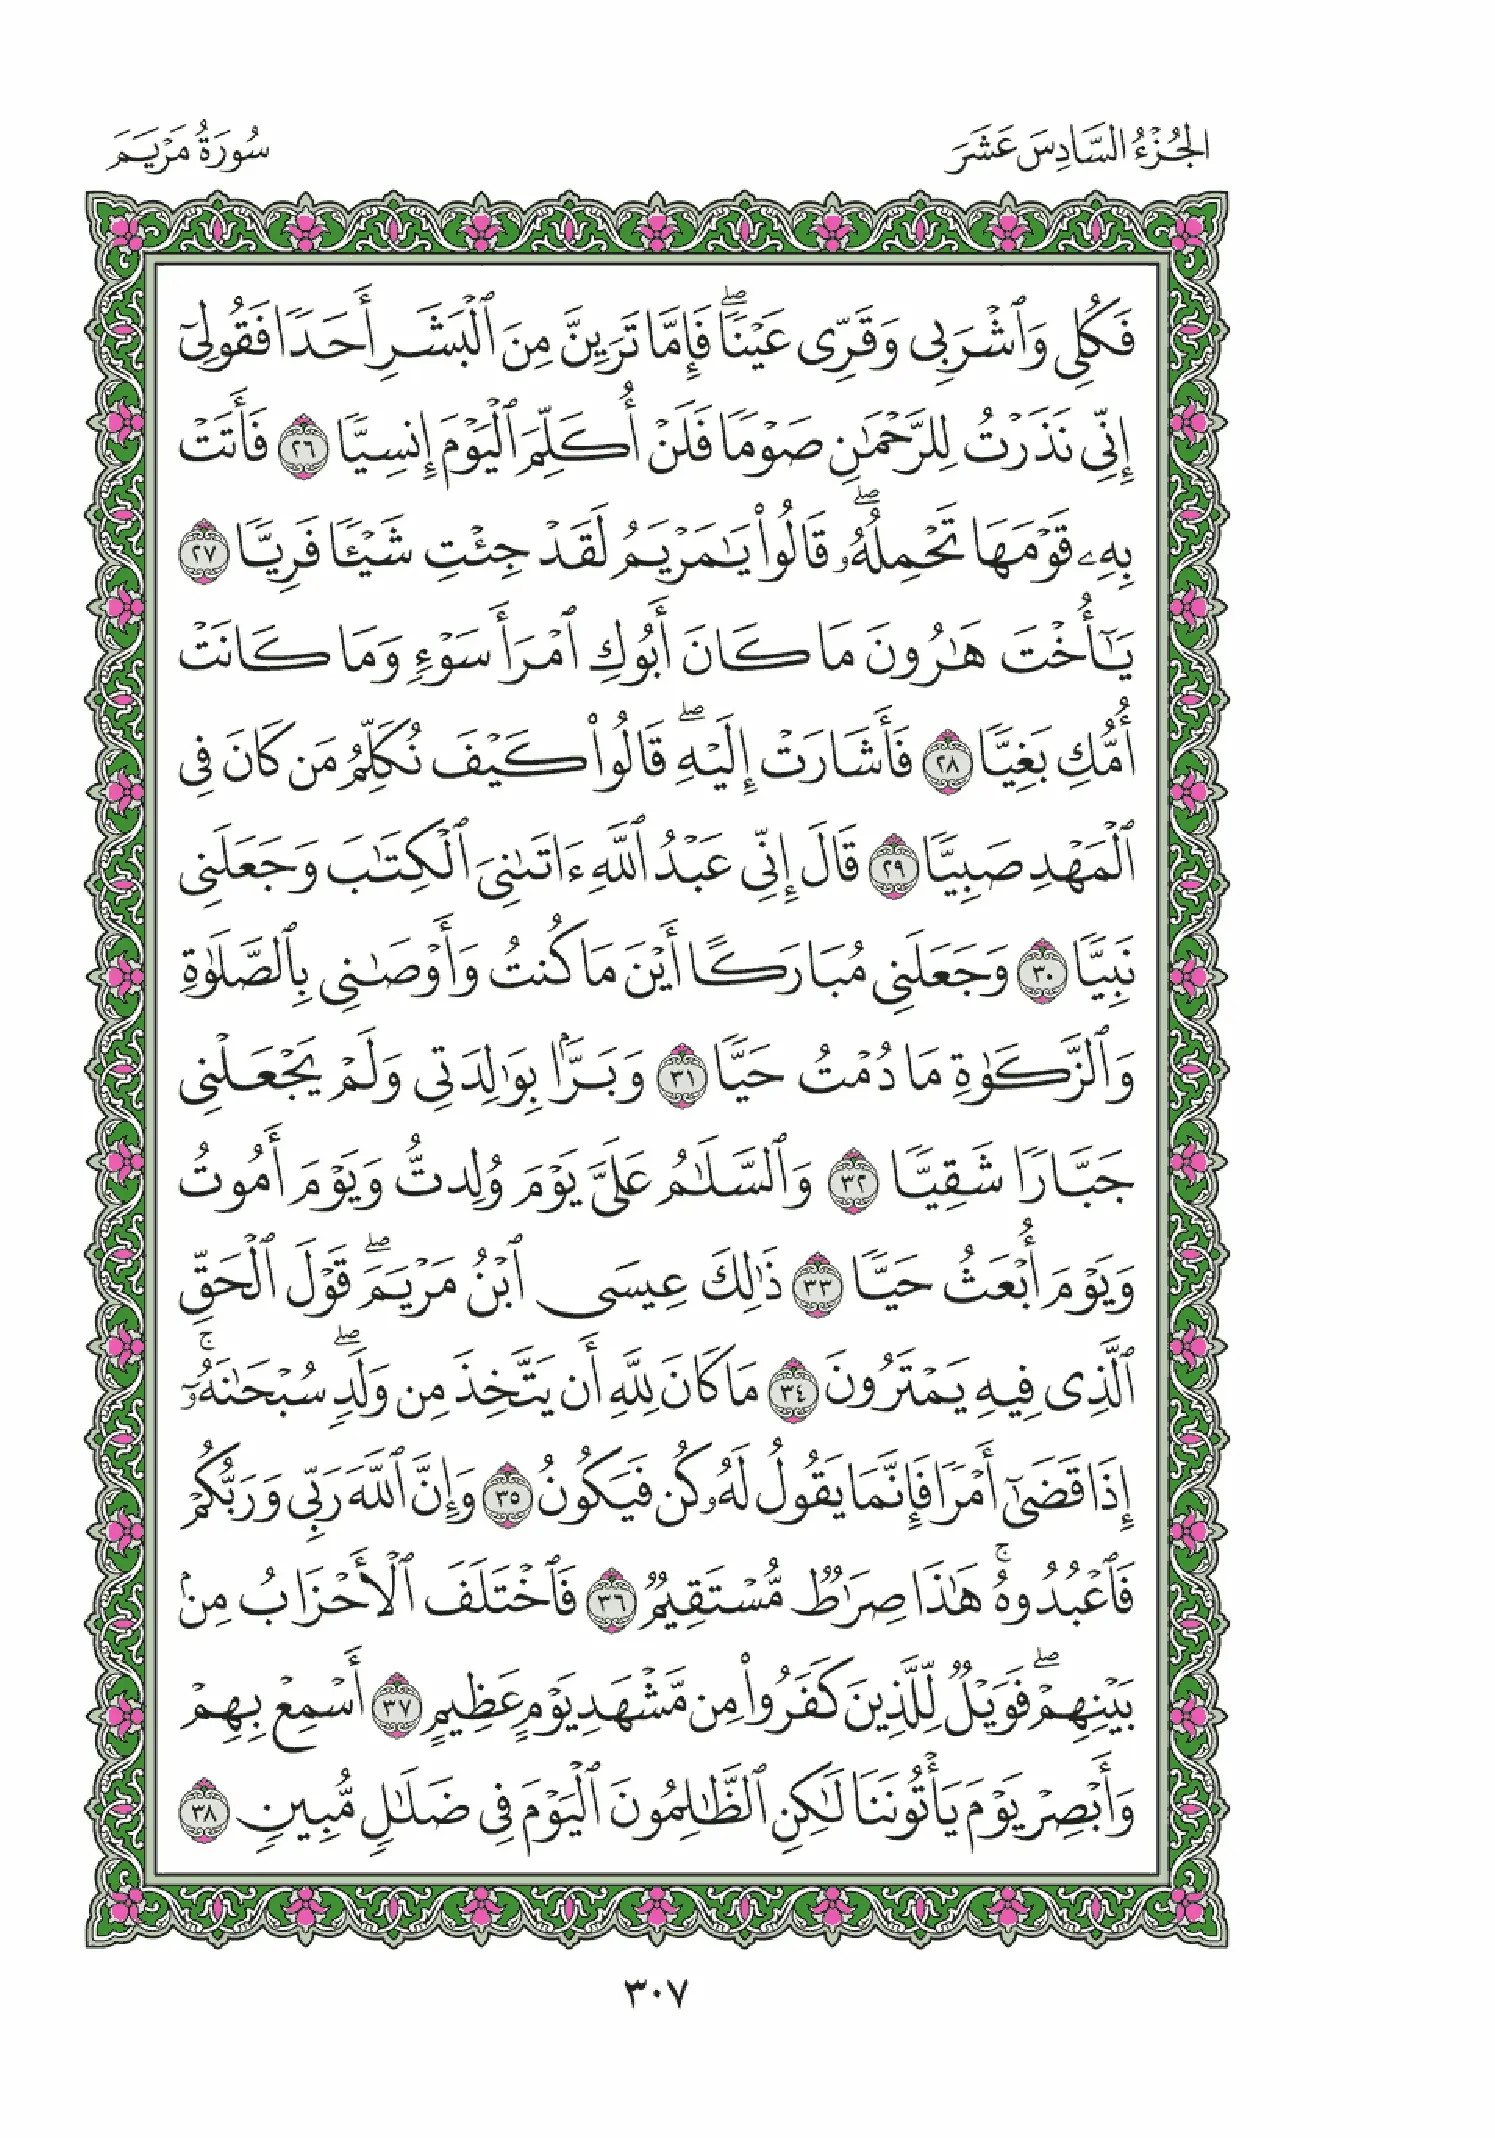 الجُزْءُ السَّادِسَ عَشَرَ
سُورَةُ مَرْيَمَ
فَكُلِى وَٱشْرَبِى وَقَرِّى عَيْنًاۖ فَإِمَّا تَرَيِنَّ مِنَ ٱلْبَشَرِ أَحَدًا فَقُولِىٓ
إِنِّى نَذَرْتُ لِلرَّحْمَٰنِ صَوْمًا فَلَنْ أُكَلِّمَ ٱلْيَوْمَ إِنسِيًّا ٢٦ فَأَتَتْ
بِهِۦ قَوْمَهَا تَحْمِلُهُۥۖ قَالُوا۟ يَٰمَرْيَمُ لَقَدْ جِئْتِ شَيْـًٔا فَرِيًّا ٢٧
يَٰٓأُخْتَ هَٰرُونَ مَا كَانَ أَبُوكِ ٱمْرَأَ سَوْءٍ وَمَا كَانَتْ
أُمُّكِ بَغِيًّا ٢٨ فَأَشَارَتْ إِلَيْهِۖ قَالُوا۟ كَيْفَ نُكَلِّمُ مَن كَانَ فِى
ٱلْمَهْدِ صَبِيًّا ٢٩ قَالَ إِنِّى عَبْدُ ٱللَّهِ ءَاتَىٰنِىَ ٱلْكِتَٰبَ وَجَعَلَنِى
نَبِيًّا ٣٠ وَجَعَلَنِى مُبَارَكًا أَيْنَ مَا كُنتُ وَأَوْصَٰنِى بِٱلصَّلَوٰةِ
وَٱلزَّكَوٰةِ مَا دُمْتُ حَيًّا ٣١ وَبَرًّۢا بِوَٰلِدَتِى وَلَمْ يَجْعَلْنِى
جَبَّارًا شَقِيًّا ٣٢ وَٱلسَّلَٰمُ عَلَىَّ يَوْمَ وُلِدتُّ وَيَوْمَ أَمُوتُ
وَيَوْمَ أُبْعَثُ حَيًّا ٣٣ ذَٰلِكَ عِيسَى ٱبْنُ مَرْيَمَۖ قَوْلَ ٱلْحَقِّ
ٱلَّذِى فِيهِ يَمْتَرُونَ ٣٤ مَا كَانَ لِلَّهِ أَن يَتَّخِذَ مِن وَلَدٍۖ سُبْحَٰنَهُۥٓۚ
إِذَا قَضَىٰٓ أَمْرًا فَإِنَّمَا يَقُولُ لَهُۥ كُن فَيَكُونُ ٣٥ وَإِنَّ ٱللَّهَ رَبِّى وَرَبُّكُمْ
فَٱعْبُدُوهُۚ هَٰذَا صِرَٰطٌ مُّسْتَقِيمٌ ٣٦ فَٱخْتَلَفَ ٱلْأَحْزَابُ مِنۢ
بَيْنِهِمْۖ فَوَيْلٌ لِّلَّذِينَ كَفَرُوا۟ مِن مَّشْهَدِ يَوْمٍ عَظِيمٍ ٣٧ أَسْمِعْ بِهِمْ
وَأَبْصِرْ يَوْمَ يَأْتُونَنَا لَٰكِنِ ٱلظَّٰلِمُونَ ٱلْيَوْمَ فِى ضَلَٰلٍ مُّبِينٍ ٣٨
٣٠٧